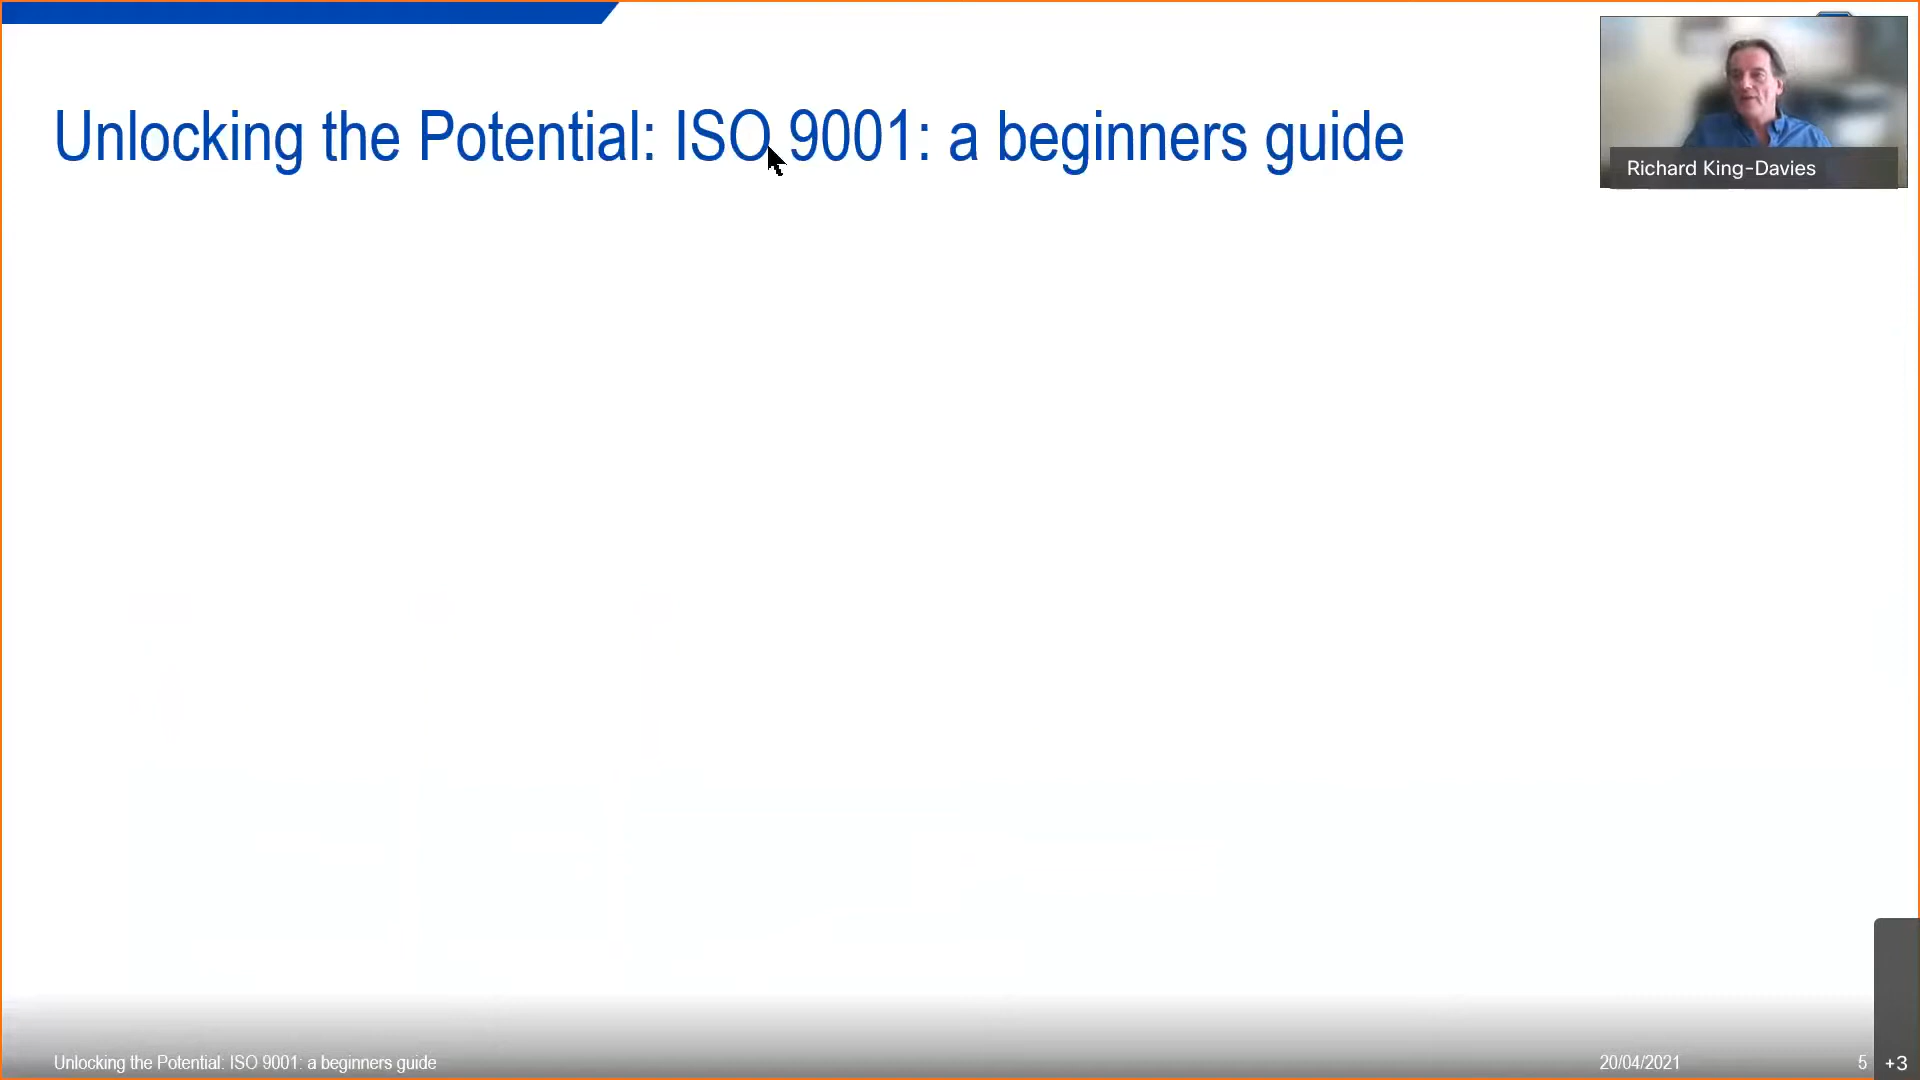 Unlocking the Potential: ISO 9001: a beginners guide
Richard King-Davies
Unlocking the Potential: ISO 9001: a beginners guide
20/04/2021
5
+3